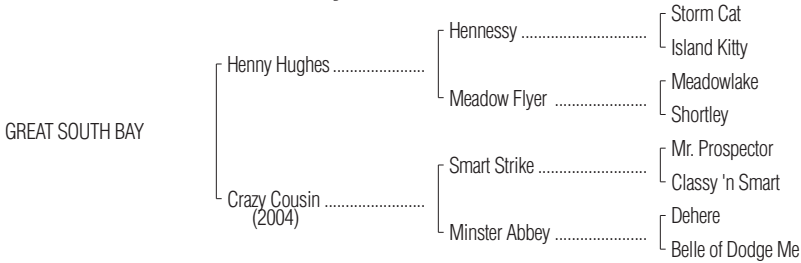 Storm Cat
Hennessy ..............................
Island Kitty
Henny Hughes ......................
Meadowlake
Meadow Flyer ......................
Shortley
GREAT SOUTH BAY
Mr. Prospector
Smart Strike ..........................
Classy 'n Smart
Crazy Cousin ........................
(2004)
Dehere
Minster Abbey ......................
Belle of Dodge Me